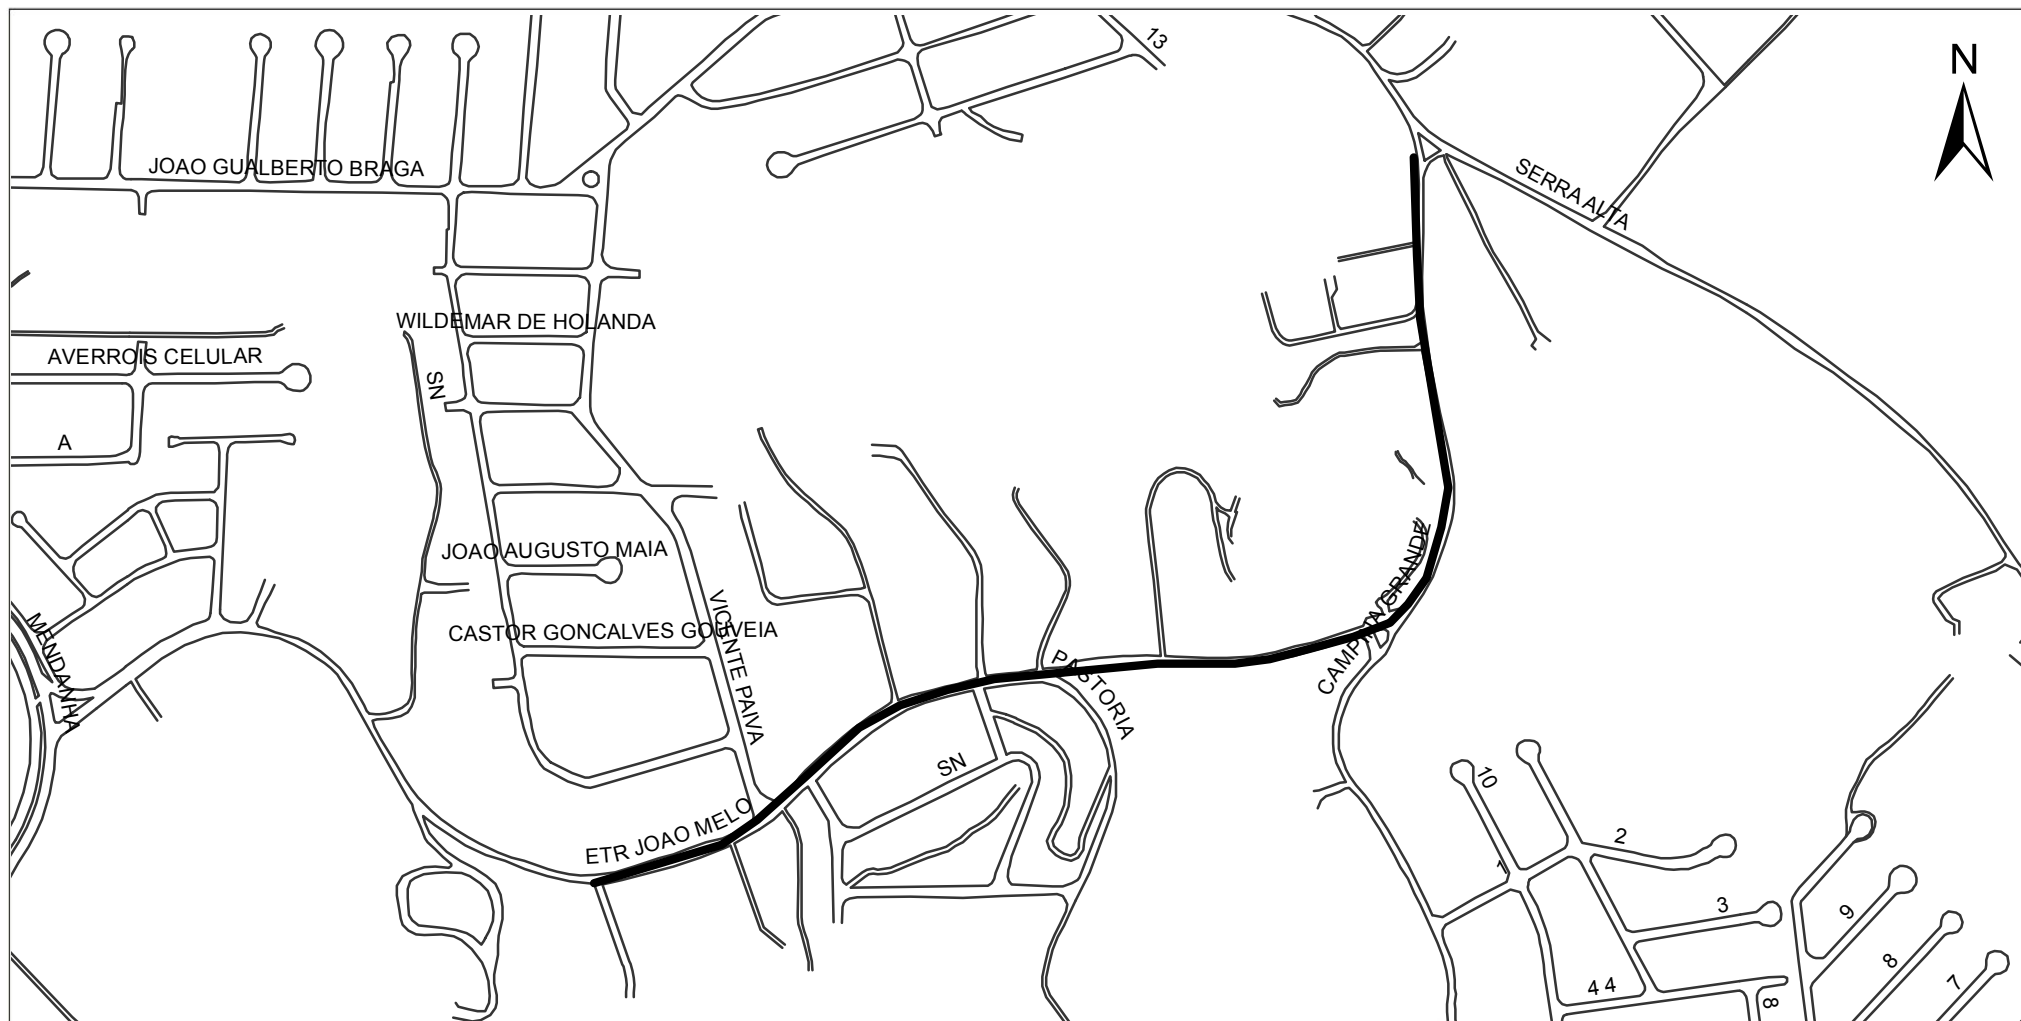 13
N
JOAO GUALBERTO BRAGA
SERRA ALTA
WILDEMAR DE HOLANDA
AVERROIS CELULAR
SN
A
JOAO AUGUSTO MAIA
CAMPINA GRANDE
MENDANHA
VICENTE PAIVA
CASTOR GONCALVES GOUVEIA
PASTORIA
SN
10
ETR JOAO MELO
2
1
3
9
8
7
4 4
8